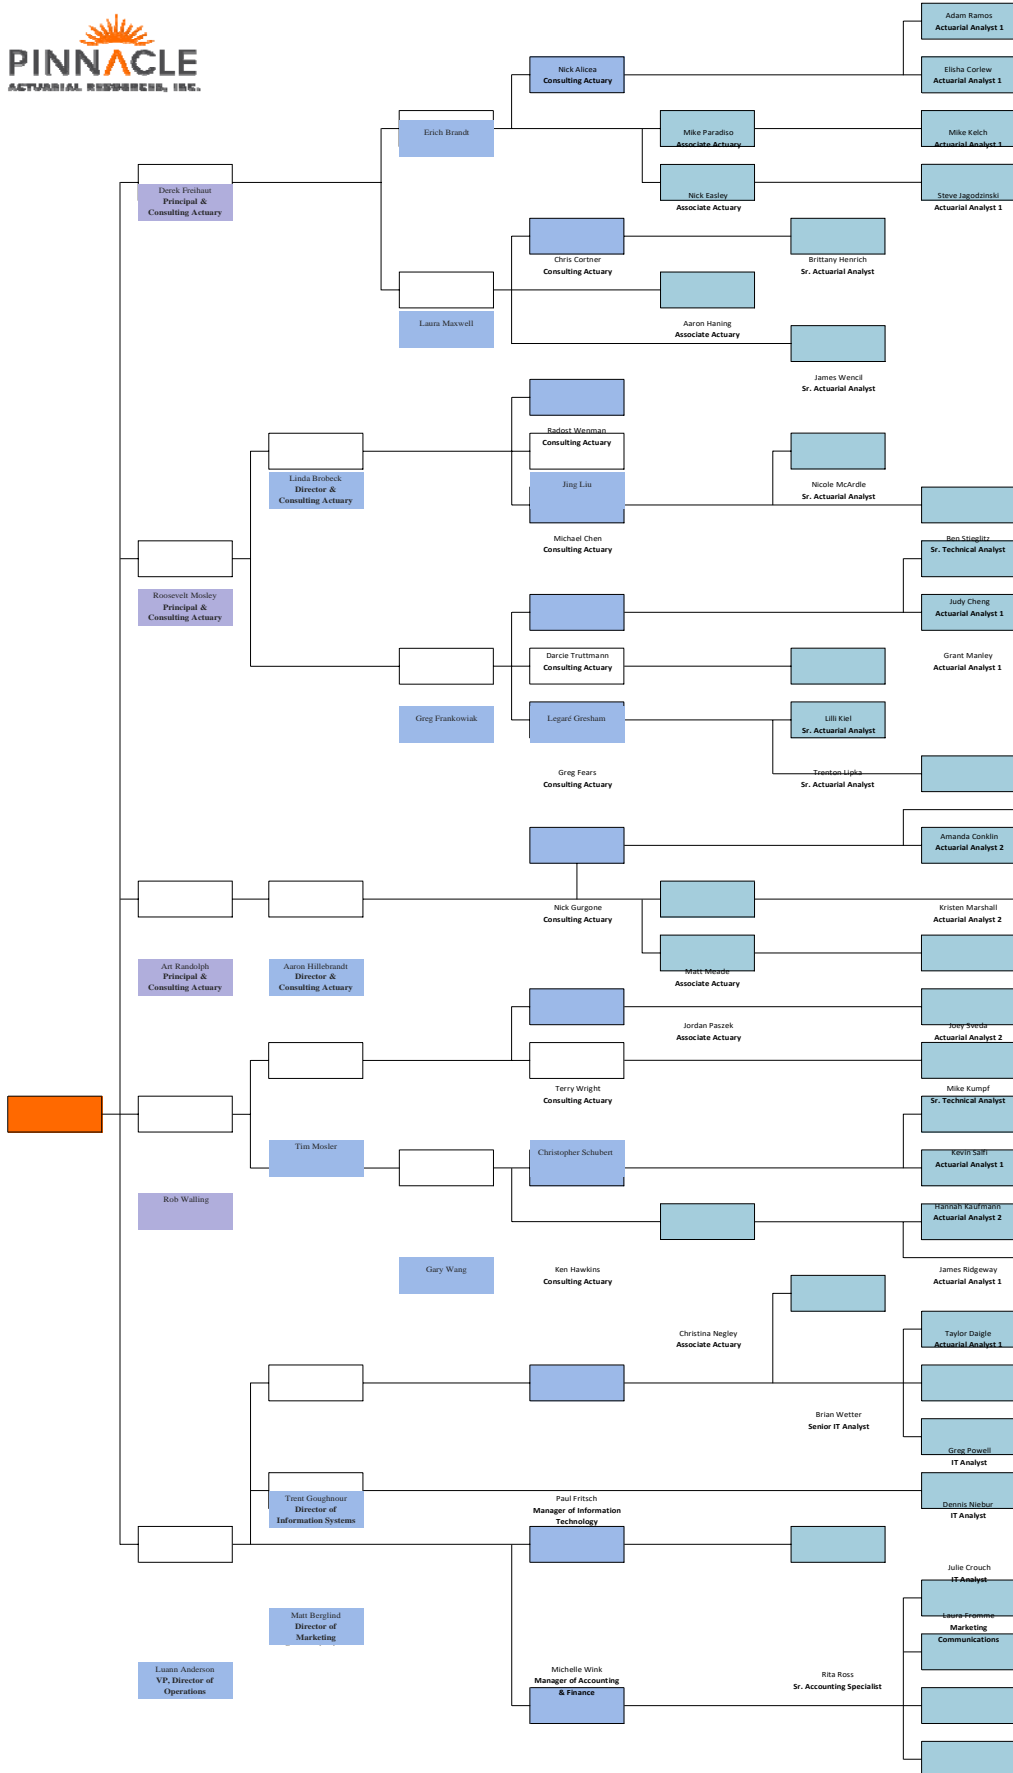 PINNACLE
ACTUARIAL RESOURCES, INC.
Adam Ramos
Actuarial Analyst 1
Nick Alicea
Consulting Actuary
Elisha Corlew
Actuarial Analyst 1
Erich Brandt
Mike Paradiso
Associate Actuary
Mike Kelch
Actuarial Analyst 1
Derek Freihaut
Principal &
Consulting Actuary
Nick Easley
Associate Actuary
Steve Jagodzinski
Actuarial Analyst 1
Chris Cortner
Consulting Actuary
Brittany Henrich
Sr. Actuarial Analyst
Laura Maxwell
Aaron Haning
Associate Actuary
James Wencil
Sr. Actuarial Analyst
Radost Wenman
Consulting Actuary
Linda Brobeck
Director &
Consulting Actuary
Jing Liu
Nicole McArdle
Sr. Actuarial Analyst
Michael Chen
Consulting Actuary
Ben Stieglitz
Sr. Technical Analyst
Roosevelt Mosley
Principal &
Consulting Actuary
Judy Cheng
Actuarial Analyst 1
Darcie Truttmann
Consulting Actuary
Grant Manley
Actuarial Analyst 1
Greg Frankowiak
Legaré Gresham
Lilli Kiel
Sr. Actuarial Analyst
Greg Fears
Consulting Actuary
Trenton Lipka
Sr. Actuarial Analyst
Amanda Conklin
Actuarial Analyst 2
Nick Gurgone
Consulting Actuary
Kristen Marshall
Actuarial Analyst 2
Art Randolph
Principal &
Consulting Actuary
Aaron Hillebrandt
Director &
Consulting Actuary
Matt Meade
Associate Actuary
Jordan Paszek
Associate Actuary
Joey Sveda
Actuarial Analyst 2
Terry Wright
Consulting Actuary
Mike Kumpf
Sr. Technical Analyst
Tim Mosler
Christopher Schubert
Kevin Salfi
Actuarial Analyst 1
Rob Walling
Hannah Kaufmann
Actuarial Analyst 2
Gary Wang
Ken Hawkins
Consulting Actuary
James Ridgeway
Actuarial Analyst 1
Christina Negley
Associate Actuary
Taylor Daigle
Actuarial Analyst 1
Brian Wetter
Senior IT Analyst
Greg Powell
IT Analyst
Trent Goughnour
Director of
Information Systems
Paul Fritsch
Manager of Information
Technology
Dennis Niebur
IT Analyst
Julie Crouch
IT Analyst
Matt Berglind
Director of
Marketing
Laura Fromme
Marketing
Communications
Luann Anderson
VP, Director of
Operations
Michelle Wink
Manager of Accounting
& Finance
Rita Ross
Sr. Accounting Specialist